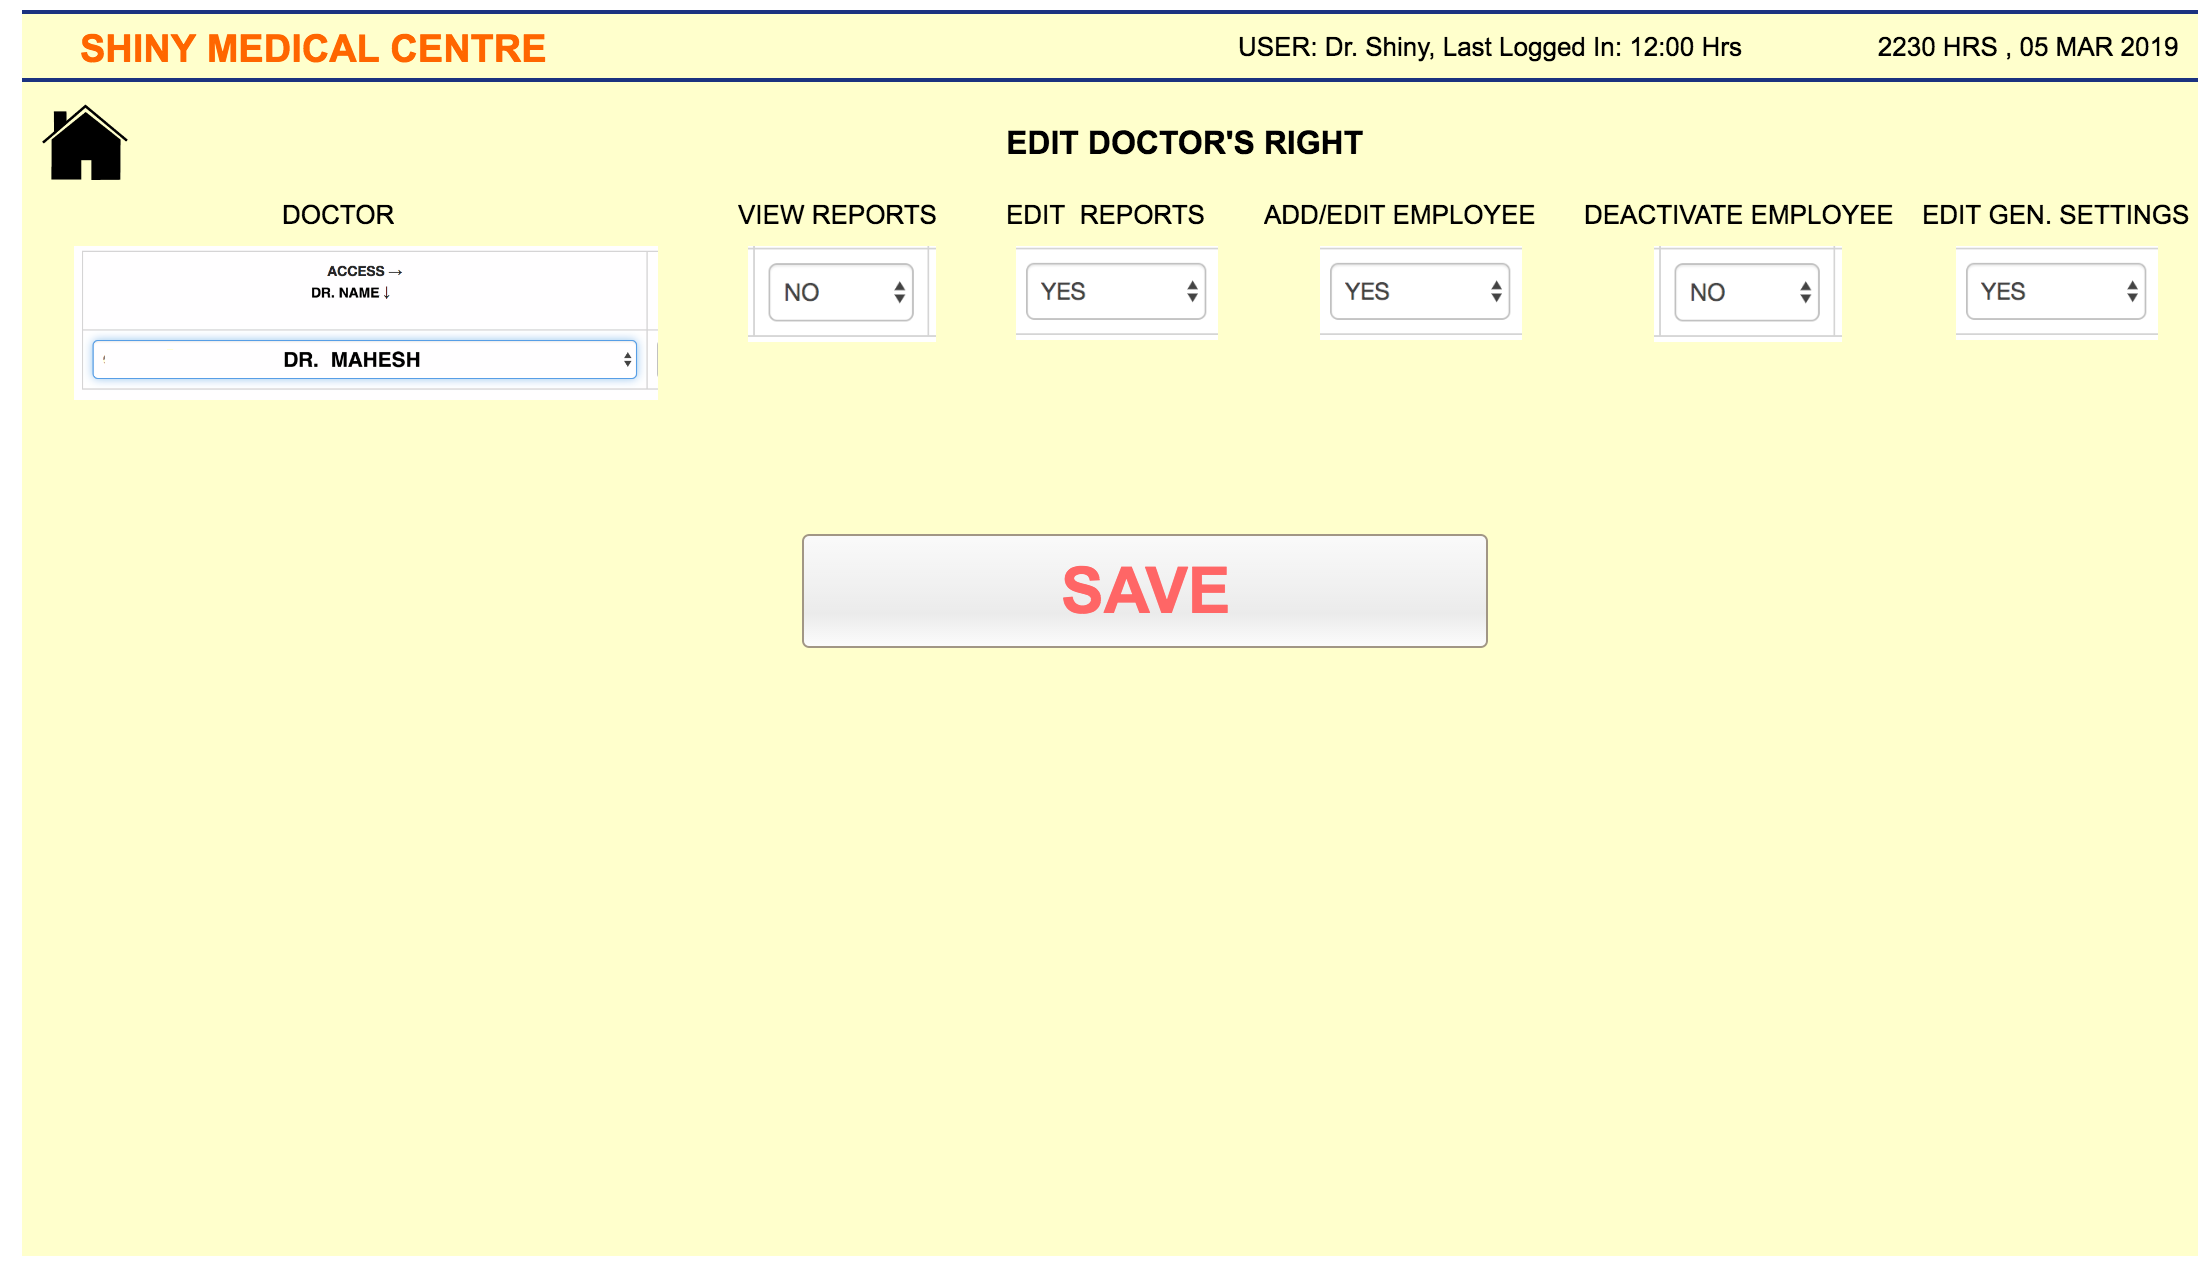 SHINY MEDICAL CENTRE
USER: Dr. Shiny, Last Logged In: 12:00 Hrs
2230 HRS , 05 MAR 2019
EDIT DOCTOR'S RIGHT
DOCTOR
VIEW REPORTS
EDIT REPORTS
ADD/EDIT EMPLOYEE
DEACTIVATE EMPLOYEE
EDIT GEN. SETTINGS
ACCESS→
DR. NAME↓
NO
YES
YES
NO
YES
DR. MAHESH
SAVE